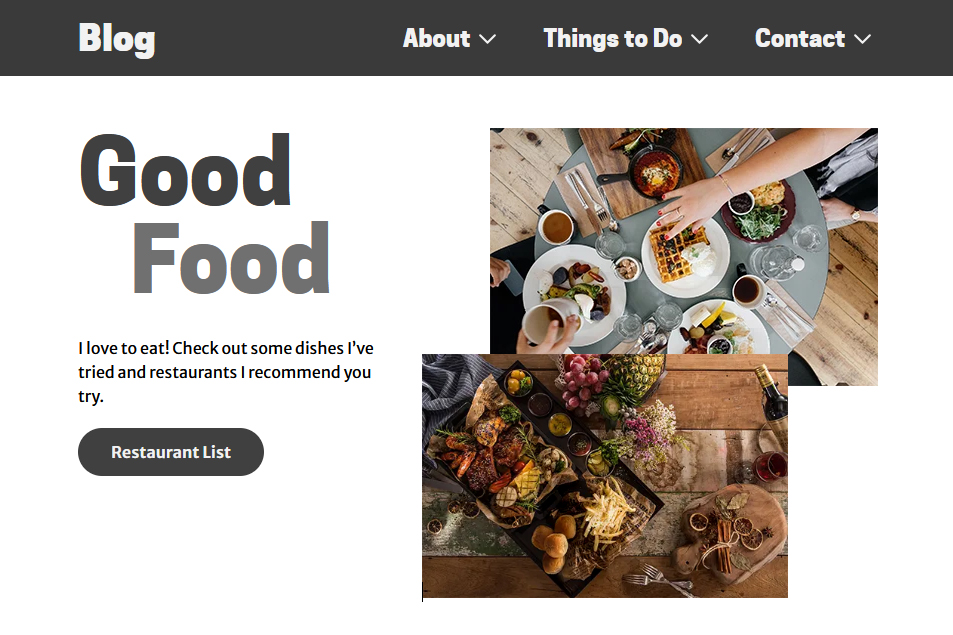 Blog
About
Things to Do
Contact
Good
Food
I love to eat! Check out some dishes I've
tried and restaurants I recommend you
try.
Restaurant List